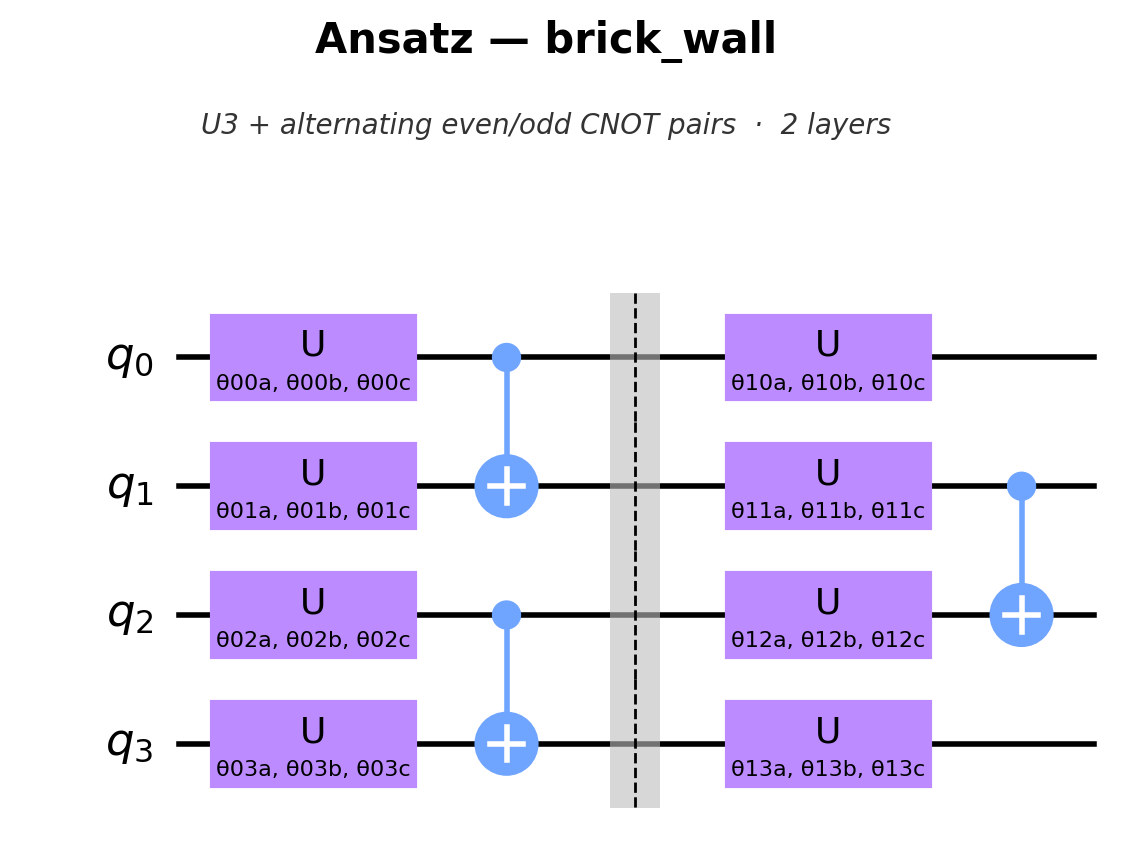 Ansatz — brick_wall
U3 + alternating even/odd CNOT pairs · 2 layers
q0 U θ00a, θ00b, θ00c U θ10a, θ10b, θ10c
q1 U θ01a, θ01b, θ01c U θ11a, θ11b, θ11c
q2 U θ02a, θ02b, θ02c U θ12a, θ12b, θ12c
q3 U θ03a, θ03b, θ03c U θ13a, θ13b, θ13c